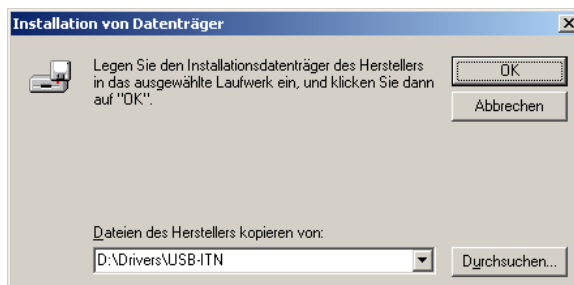 Installation von Datenträger
Legen Sie den Installationsdatenträger des Herstellers
in das ausgewählte Laufwerk ein, und klicken Sie dann
auf "OK".
OK
Abbrechen
Dateien des Herstellers kopieren von:
D:\Drivers\USB-ITN
Durchsuchen...